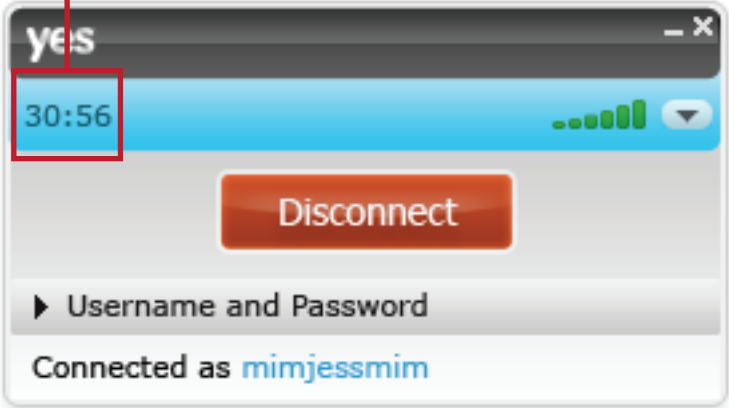 yes
30:56
Disconnect
Username and Password
Connected as mimjessmim